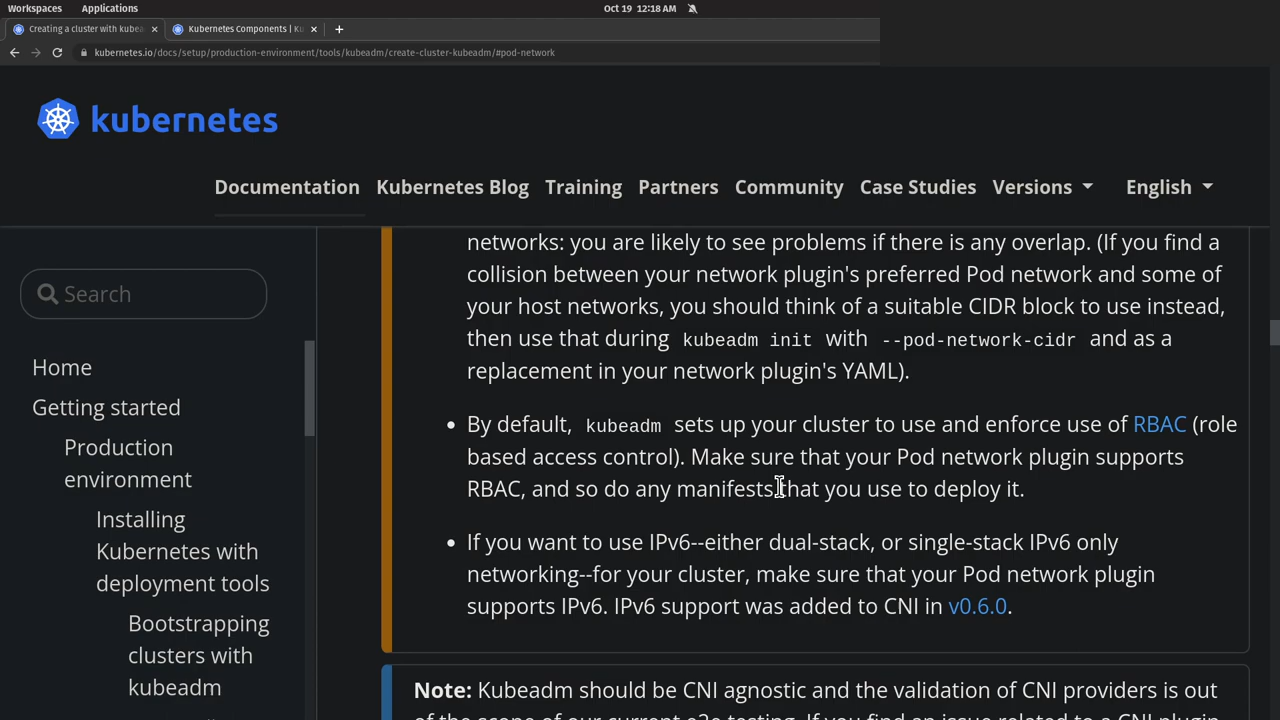 Workspaces Applications Oct 19 12:18 AM
Creating a cluster with kubea Kubernetes Components | Ku
kubernetes.io/docs/setup/production-environment/tools/kubeadm/create-cluster-kubeadm/#pod-network
kubernetes
Documentation Kubernetes Blog Training Partners Community Case Studies Versions English
Search
Home
Getting started
Production
environment
Installing
Kubernetes with
deployment tools
Bootstrapping
clusters with
kubeadm
networks: you are likely to see problems if there is any overlap. (If you find a
collision between your network plugin's preferred Pod network and some of
your host networks, you should think of a suitable CIDR block to use instead,
then use that during kubeadm init with --pod-network-cidr and as a
replacement in your network plugin's YAML).
• By default, kubeadm sets up your cluster to use and enforce use of RBAC (role
based access control). Make sure that your Pod network plugin supports
RBAC, and so do any manifests that you use to deploy it.
• If you want to use IPv6--either dual-stack, or single-stack IPv6 only
networking--for your cluster, make sure that your Pod network plugin
supports IPv6. IPv6 support was added to CNI in v0.6.0.
Note: Kubeadm should be CNI agnostic and the validation of CNI providers is out
of the scope of our current e2e testing. If you find an issue related to a CNI plugin